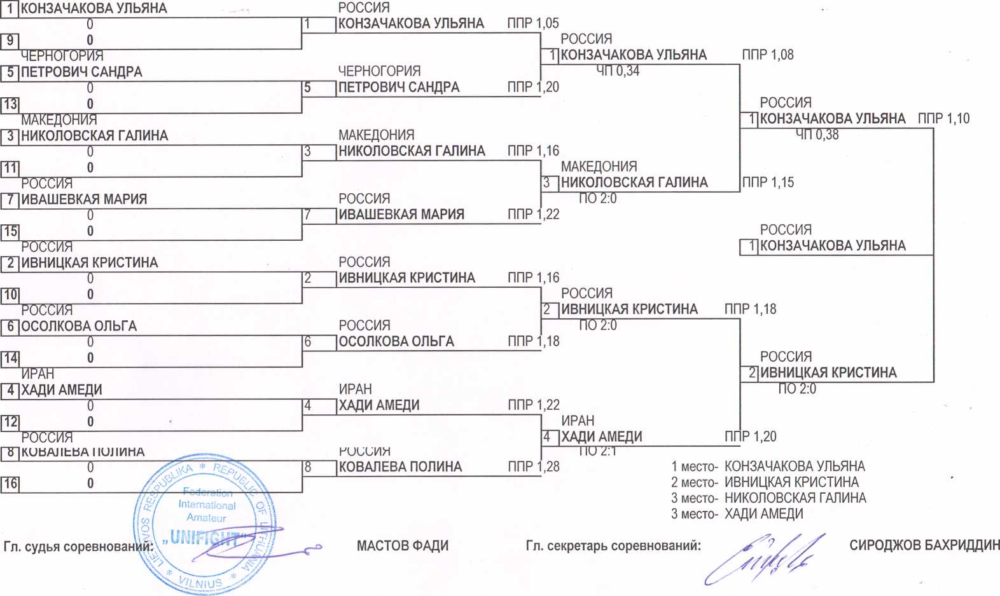 1 КОНЗАЧАКОВА УЛЬЯНА
0
9 0
ЧЕРНОГОРИЯ
5 ПЕТРОВИЧ САНДРА
0
13 0
МАКЕДОНИЯ
3 НИКОЛОВСКАЯ ГАЛИНА
0
11 0
РОССИЯ
7 ИВАШЕВКАЯ МАРИЯ
0
15 0
РОССИЯ
2 ИВНИЦКАЯ КРИСТИНА
0
10 0
РОССИЯ
6 ОСОЛКОВА ОЛЬГА
0
14 0
ИРАН
4 ХАДИ АМЕДИ
0
12 0
РОССИЯ
8 КОВАЛЕВА ПОЛИНА
0
16 0
РОССИЯ
1 КОНЗАЧАКОВА УЛЬЯНА ППР 1,05
ЧЕРНОГОРИЯ
5 ПЕТРОВИЧ САНДРА ППР 1,20
МАКЕДОНИЯ
3 НИКОЛОВСКАЯ ГАЛИНА ППР 1,16
РОССИЯ
7 ИВАШЕВКАЯ МАРИЯ ППР 1,22
РОССИЯ
2 ИВНИЦКАЯ КРИСТИНА ППР 1,16
РОССИЯ
6 ОСОЛКОВА ОЛЬГА ППР 1,18
ИРАН
4 ХАДИ АМЕДИ ППР 1,22
РОССИЯ
8 КОВАЛЕВА ПОЛИНА ППР 1,28
РОССИЯ
1 КОНЗАЧАКОВА УЛЬЯНА ППР 1,08
ЧП 0,34
МАКЕДОНИЯ
3 НИКОЛОВСКАЯ ГАЛИНА ППР 1,15
ПО 2:0
РОССИЯ
2 ИВНИЦКАЯ КРИСТИНА ППР 1,18
ПО 2:0
ИРАН
4 ХАДИ АМЕДИ ППР 1,20
ПО 2:1
РОССИЯ
1 КОНЗАЧАКОВА УЛЬЯНА ППР 1,10
ЧП 0,38
РОССИЯ
1 КОНЗАЧАКОВА УЛЬЯНА
РОССИЯ
2 ИВНИЦКАЯ КРИСТИНА
ПО 2:0
1 место- КОНЗАЧАКОВА УЛЬЯНА
2 место- ИВНИЦКАЯ КРИСТИНА
3 место- НИКОЛОВСКАЯ ГАЛИНА
3 место- ХАДИ АМЕДИ
LIETUVOS RESPUBLIKA * REPUBLIC OF LITHUANIA
* VILNIUS *
Federation
International
Amateur
„UNIFIGHT“
Гл. судья соревнований: МАСТОВ ФАДИ Гл. секретарь соревнований: СИРОДЖОВ БАХРИДДИН